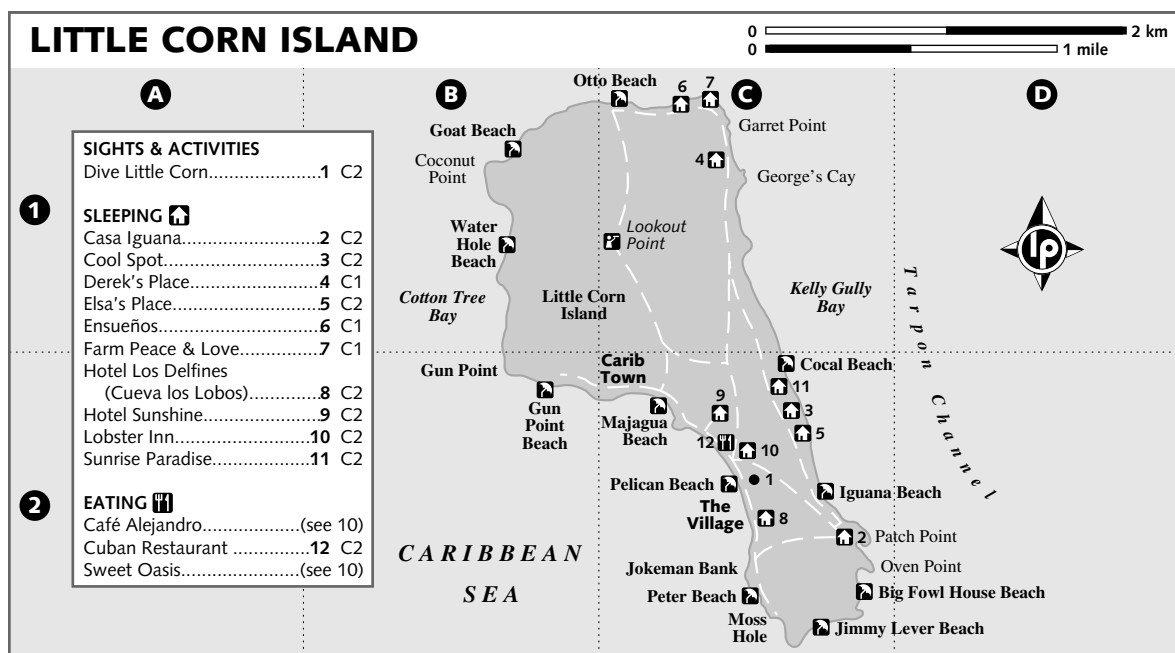 LITTLE CORN ISLAND
0 2 km
0 1 mile
A B C D
1
2
SIGHTS & ACTIVITIES
Dive Little Corn......................1 C2
SLEEPING
Casa Iguana........................2 C2
Cool Spot............................3 C2
Derek's Place.......................4 C1
Elsa's Place..........................5 C2
Ensueños............................6 C1
Farm Peace & Love..............7 C1
Hotel Los Delfines
(Cueva los Lobos)..............8 C2
Hotel Sunshine....................9 C2
Lobster Inn.......................10 C2
Sunrise Paradise................11 C2
EATING
Café Alejandro................(see 10)
Cuban Restaurant .............12 C2
Sweet Oasis....................(see 10)
Otto Beach
6
7
Goat Beach
Garret Point
Coconut
Point
4
George's Cay
Water
Hole
Beach
Lookout
Point
lp
Cotton Tree
Bay
Little Corn
Island
Kelly Gully
Bay
Tarpon Channel
Gun Point
Carib
Town
Cocal Beach
11
Gun
Point
Beach
Majagua
Beach
9
3
12
10
5
Pelican Beach
1
Iguana Beach
The
Village
8
2
Patch Point
CARIBBEAN
SEA
Jokeman Bank
Oven Point
Peter Beach
Big Fowl House Beach
Moss
Hole
Jimmy Lever Beach